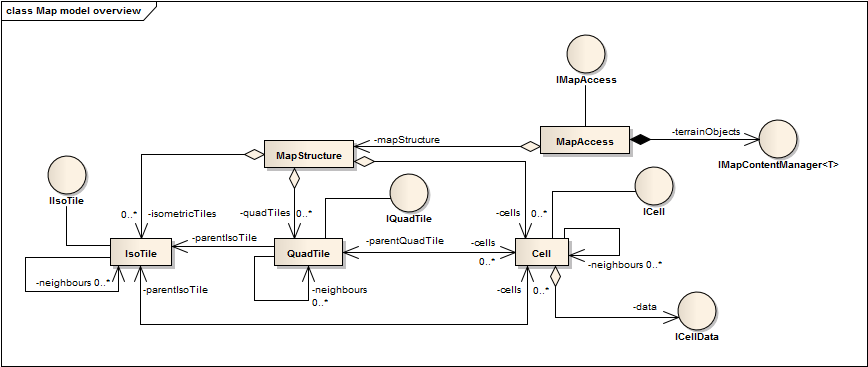 class Map model overview
IMapAccess
-mapStructure
MapAccess
-terrainObjects
IMapContentManager<T>
MapStructure
IIsoTile
IQuadTile
ICell
0..*
-isometricTiles
-quadTiles
0..*
-cells
0..*
-parentIsoTile
-parentQuadTile
-cells
0..*
IsoTile
QuadTile
Cell
-neighbours 0..*
-neighbours
0..*
-neighbours 0..*
-parentIsoTile
-cells
0..*
-data
ICellData